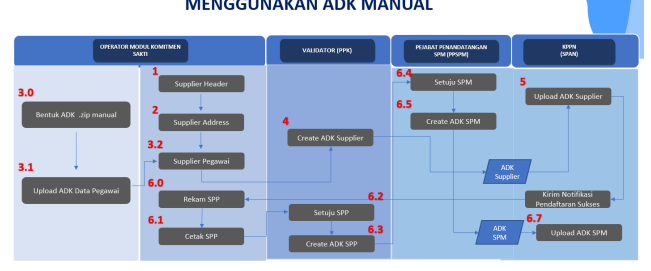 MENGGUNAKAN ADK MANUAL
OPERATOR MODUL KOMITMEN
SAKTI
VALIDATOR (PPK)
PEJABAT PENANDATANGAN
SPM (PPSPM)
KPPN
(SPAN)
3.0
Bentuk ADK .zip manual
3.1
Upload ADK Data Pegawai
1
Supplier Header
2
Supplier Address
3.2
Supplier Pegawai
6.0
Rekam SPP
6.1
Cetak SPP
4
Create ADK Supplier
6.2
Setuju SPP
6.3
Create ADK SPP
6.4
Setuju SPM
6.5
Create ADK SPM
ADK
Supplier
ADK
SPM
5
Upload ADK Supplier
Kirim Notifikasi
Pendaftaran Sukses
6.7
Upload ADK SPM